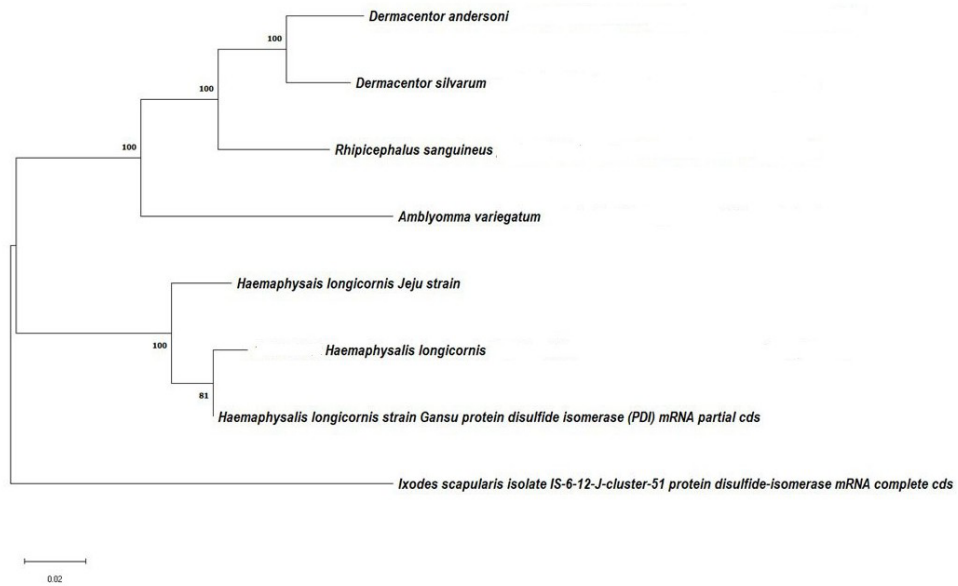 Dermacentor andersoni
100
Dermacentor silvarum
100
Rhipicephalus sanguineus
100
Amblyomma variegatum
Haemaphysais longicornis Jeju strain
100
Haemaphysalis longicornis
81
Haemaphysalis longicornis strain Gansu protein disulfide isomerase (PDI) mRNA partial cds
Ixodes scapularis isolate IS-6-12-J-cluster-51 protein disulfide-isomerase mRNA complete cds
0.02